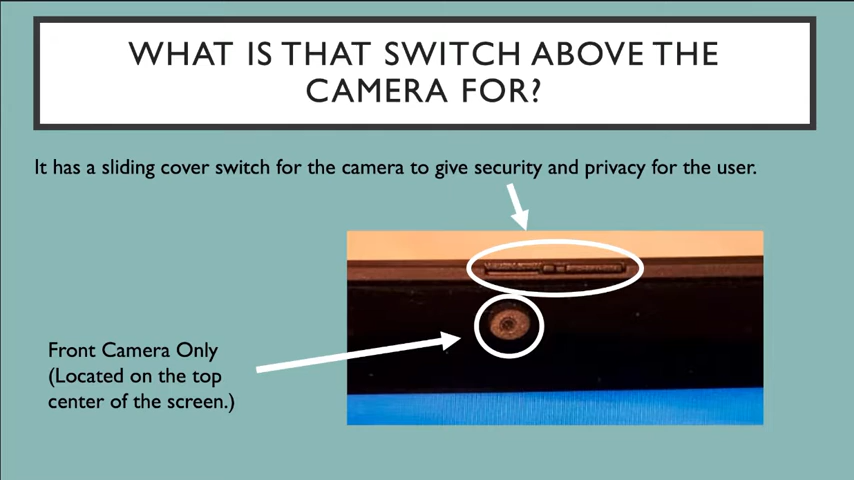 WHAT IS THAT SWITCH ABOVE THE
CAMERA FOR?
It has a sliding cover switch for the camera to give security and privacy for the user.
Front Camera Only
(Located on the top
center of the screen.)